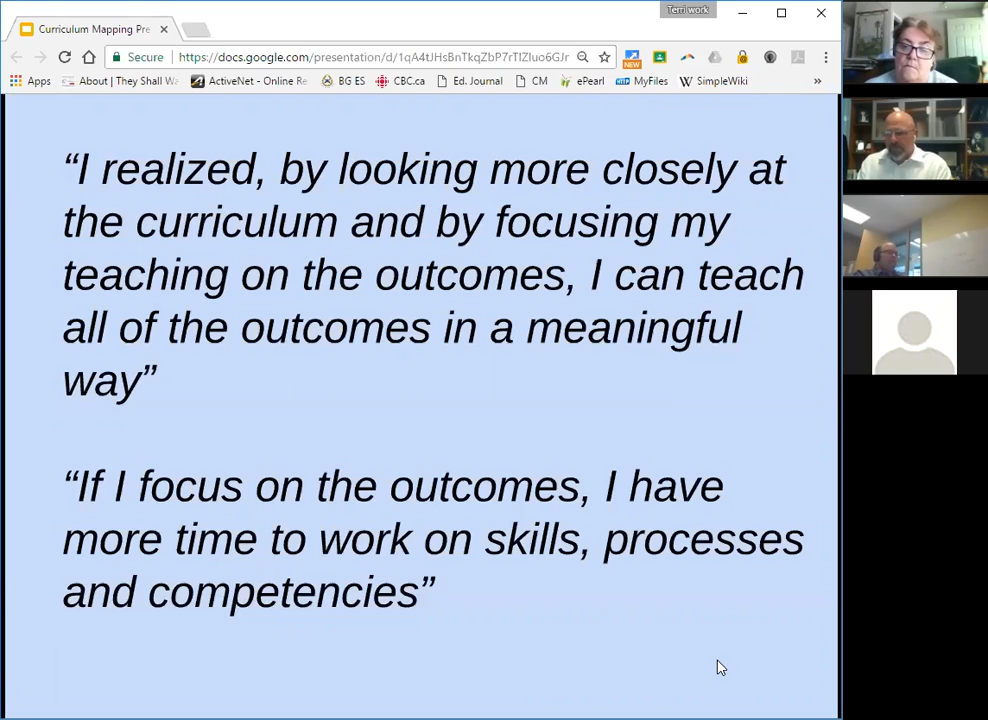 Terri work
Curriculum Mapping Pre
Secure
https://docs.google.com/presentation/d/1qA4tJHsBnTkqZbP7rTlZluo6GJr
NEW
Apps
About | They Shall W
ActiveNet - Online Re
BG ES
CBC.ca
Ed. Journal
CM
ePearl
MyFiles
SimpleWiki
»
“I realized, by looking more closely at
the curriculum and by focusing my
teaching on the outcomes, I can teach
all of the outcomes in a meaningful
way”
“If I focus on the outcomes, I have
more time to work on skills, processes
and competencies”